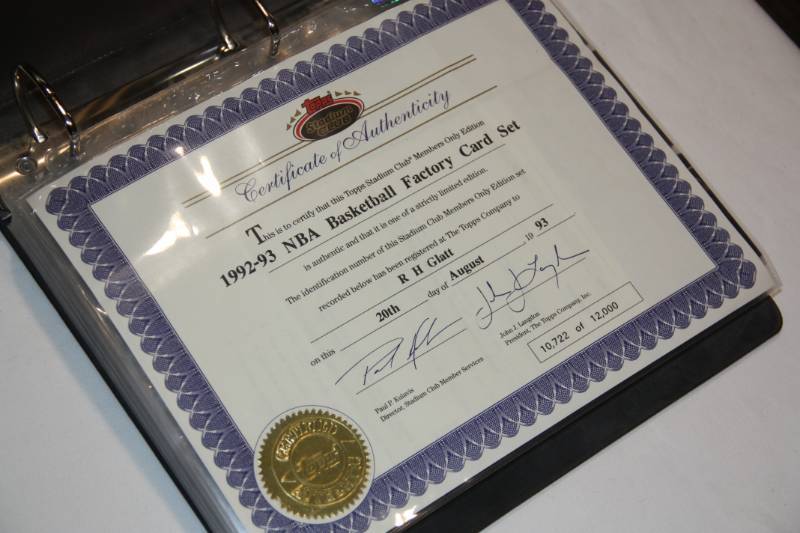 Topps
Stadium
Club
Certificate of Authenticity
This is to certify that this Topps Stadium Club® Members Only Edition
1992-93 NBA Basketball Factory Card Set
is authentic and that it is one of a strictly limited edition.
The identification number of this Stadium Club Members Only Edition set
recorded below has been registered at The Topps Company to
R H Glatt
on this 20th day of August 19 93
Paul P. Kulavis
Director, Stadium Club Member Services
John J. Langdon
President, The Topps Company, Inc.
10,722 of 12,000